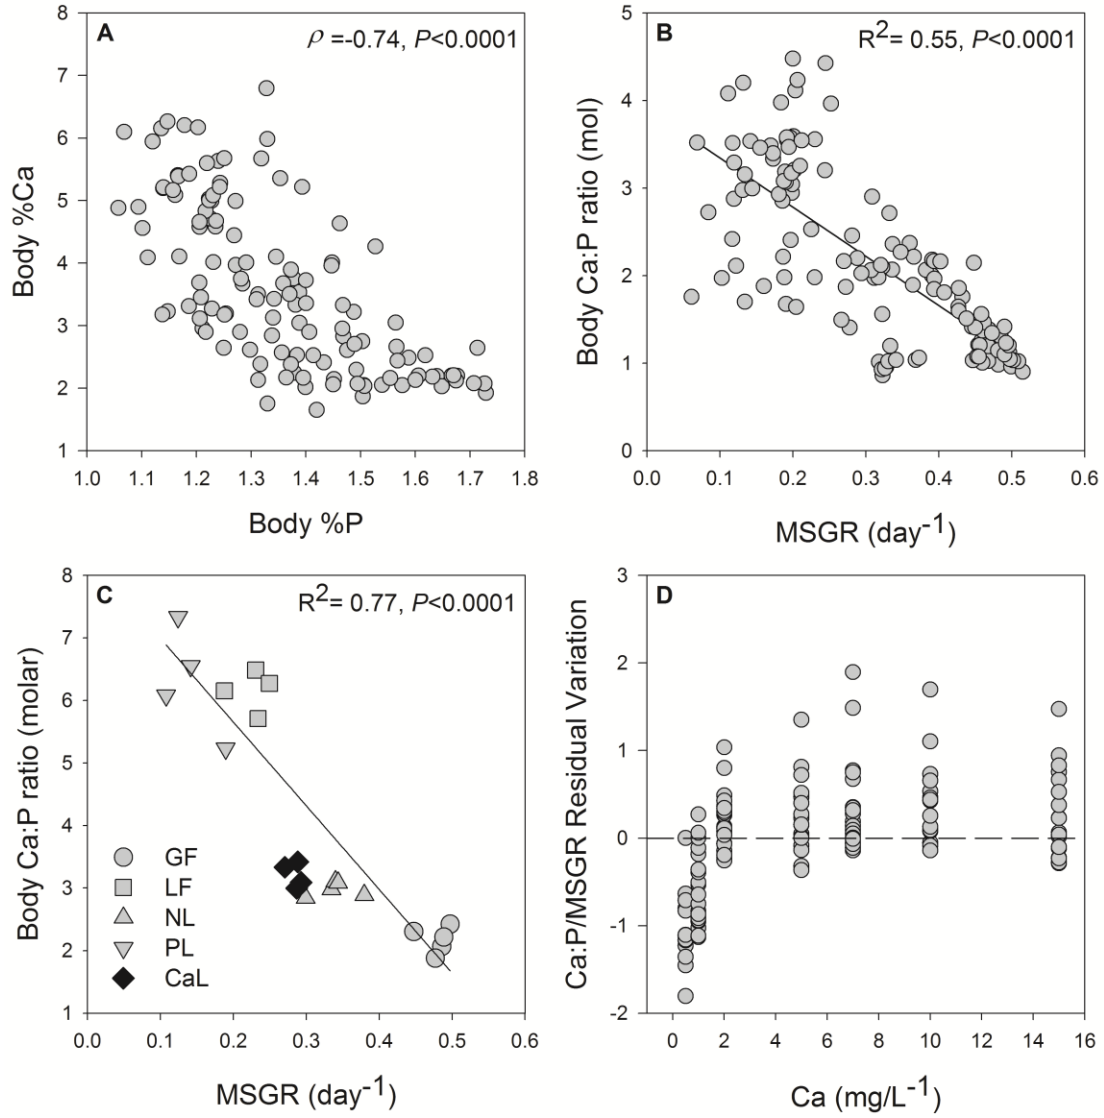 A
ρ =-0.74, P<0.0001
8
7
6
5
4
3
2
1
Body %Ca
1.0 1.1 1.2 1.3 1.4 1.5 1.6 1.7 1.8
Body %P
B
R2= 0.55, P<0.0001
5
4
3
2
1
0
Body Ca:P ratio (mol)
0.0 0.1 0.2 0.3 0.4 0.5 0.6
MSGR (day-1)
C
R2= 0.77, P<0.0001
8
7
6
5
4
3
2
1
Body Ca:P ratio (molar)
GF
LF
NL
PL
CaL
0.0 0.1 0.2 0.3 0.4 0.5 0.6
MSGR (day-1)
D
3
2
1
0
-1
-2
Ca:P/MSGR Residual Variation
0 2 4 6 8 10 12 14 16
Ca (mg/L-1)